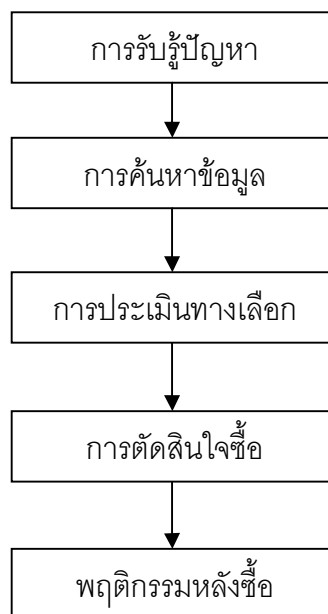 การรับรู้ปัญหา
การค้นหาข้อมูล
การประเมินทางเลือก
การตัดสินใจซื้อ
พฤติกรรมหลังซื้อ